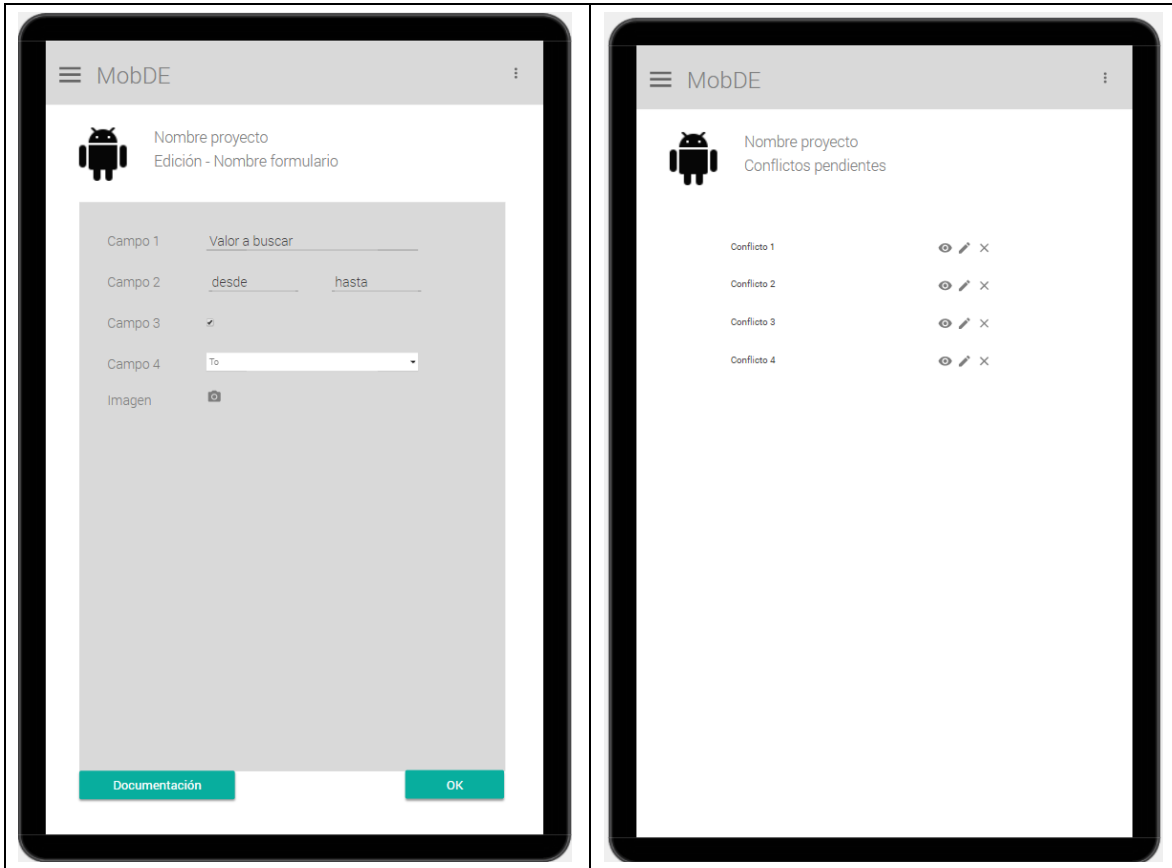 MobDE
Nombre proyecto
Edición - Nombre formulario
Campo 1 Valor a buscar
Campo 2 desde hasta
Campo 3
Campo 4 To
Imagen
Documentación OK
MobDE
Nombre proyecto
Conflictos pendientes
Conflicto 1
Conflicto 2
Conflicto 3
Conflicto 4